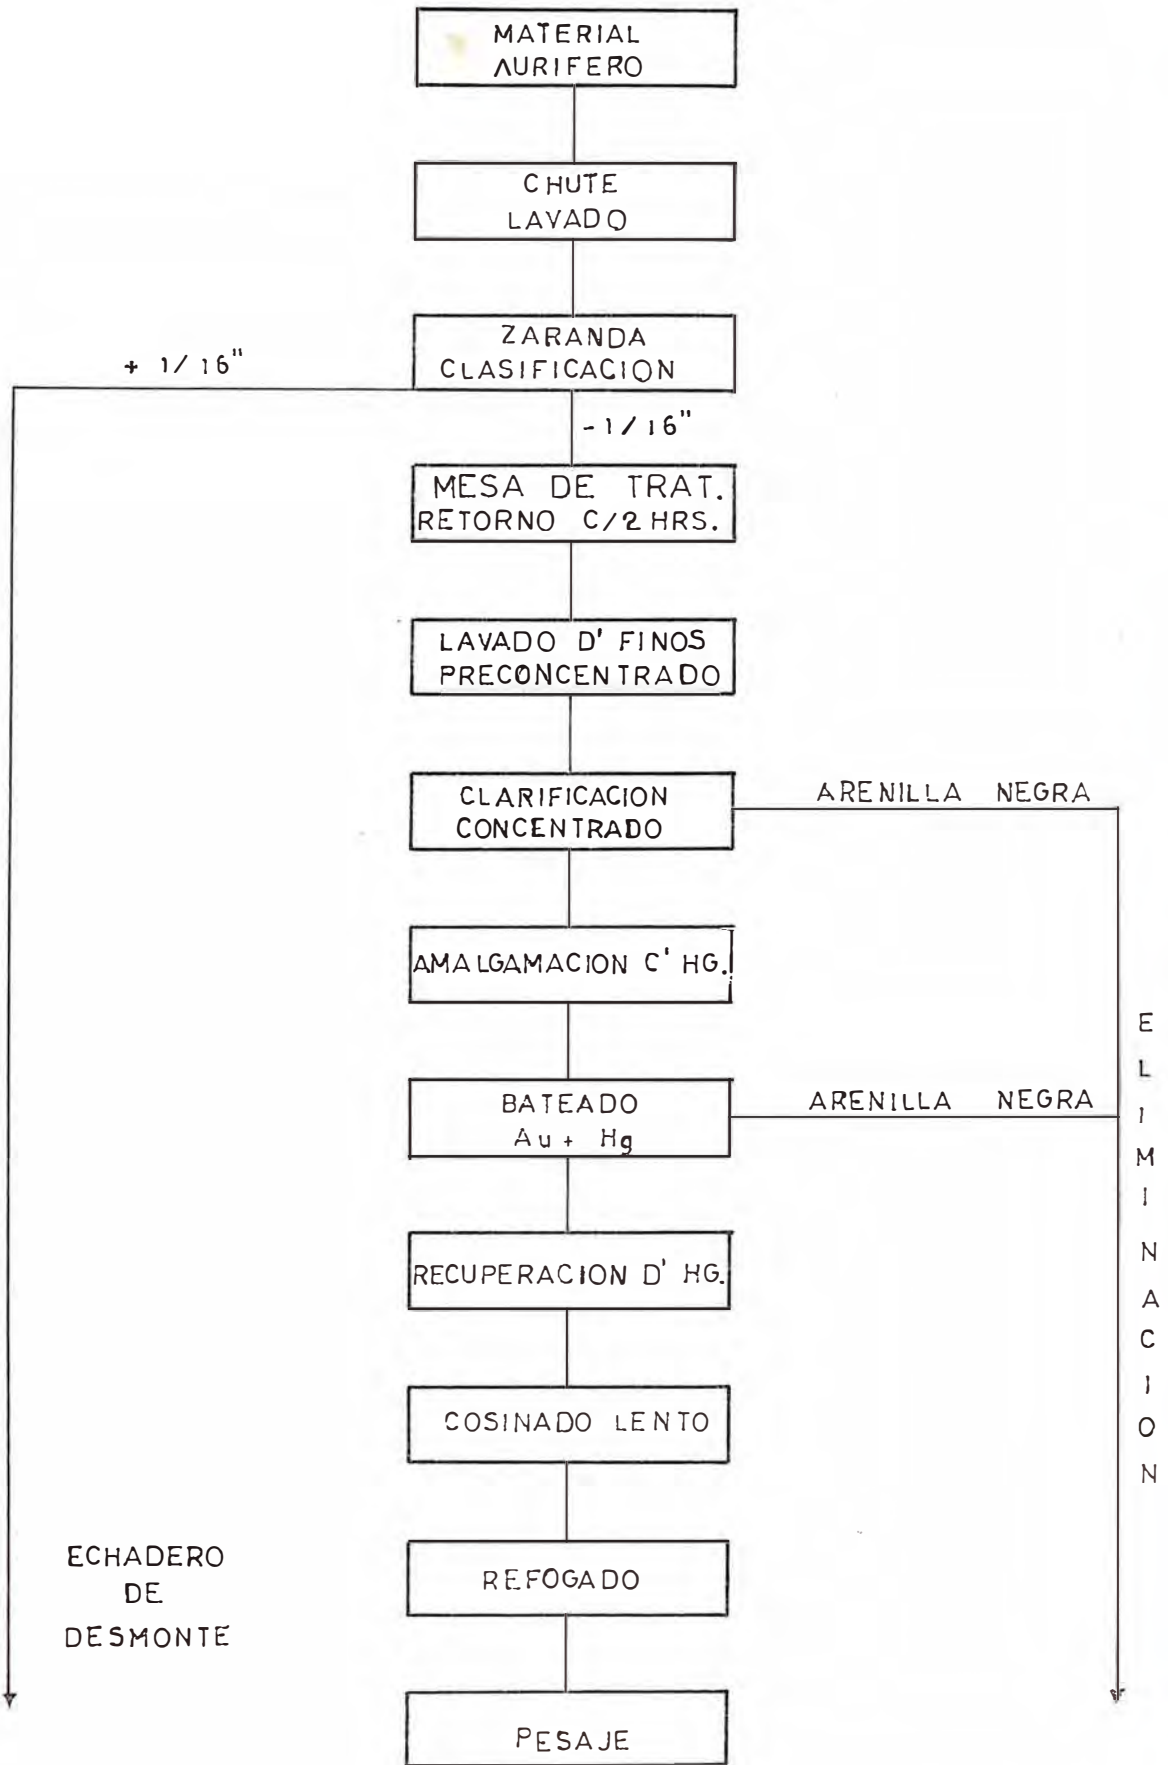 MATERIAL
AURIFERO
CHUTE
LAVADO
ZARANDA
CLASIFICACION
+ 1/16"
-1/16"
MESA DE TRAT.
RETORNO C/2 HRS.
LAVADO D' FINOS
PRECONCENTRADO
CLARIFICACION
CONCENTRADO
ARENILLA NEGRA
AMALGAMACION C' HG.
BATEADO
Au + Hg
ARENILLA NEGRA
RECUPERACION D' HG.
COSINADO LENTO
REFOGADO
PESAJE
ECHADERO
DE
DESMONTE
ELIMINACION